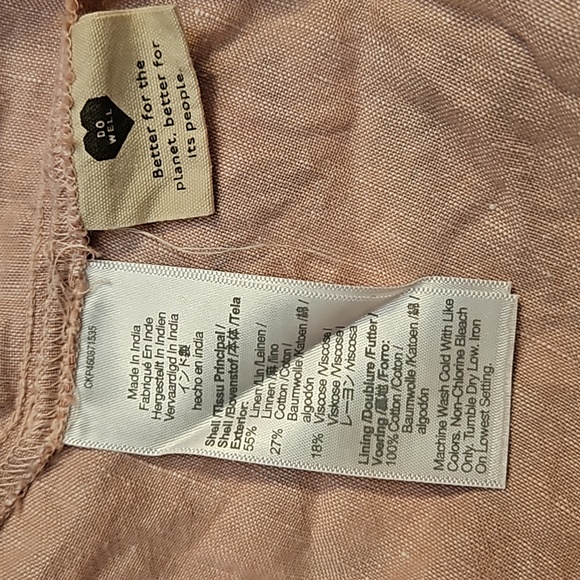 DO
WELL
Better for the
planet. better for
its people.
CKP4608/1535
Made In India
Fabriqué En Inde
Hergestellt In Indien
Vervaardigd In India
インド製
hecho en india
Shell/Tissu Principal/
Shell/Bovenstof/本体/Tela
Exterior:
55% Linen/Lin/Leinen/
Linnen/麻/lino
27% Cotton/Coton/
Baumwolle/Katoen/綿/
algodón
18% Viscose/Viscose/
Viskose/Viscose/
レーヨン/Viscosa
Lining/Doublure/Futter/
Voering/裏地/Forro:
100% Cotton/Coton/
Baumwolle/Katoen/綿/
algodón
Machine Wash Cold With Like
Colors. Non-Chlorine Bleach
Only, Tumble Dry Low. Iron
On Lowest Setting.